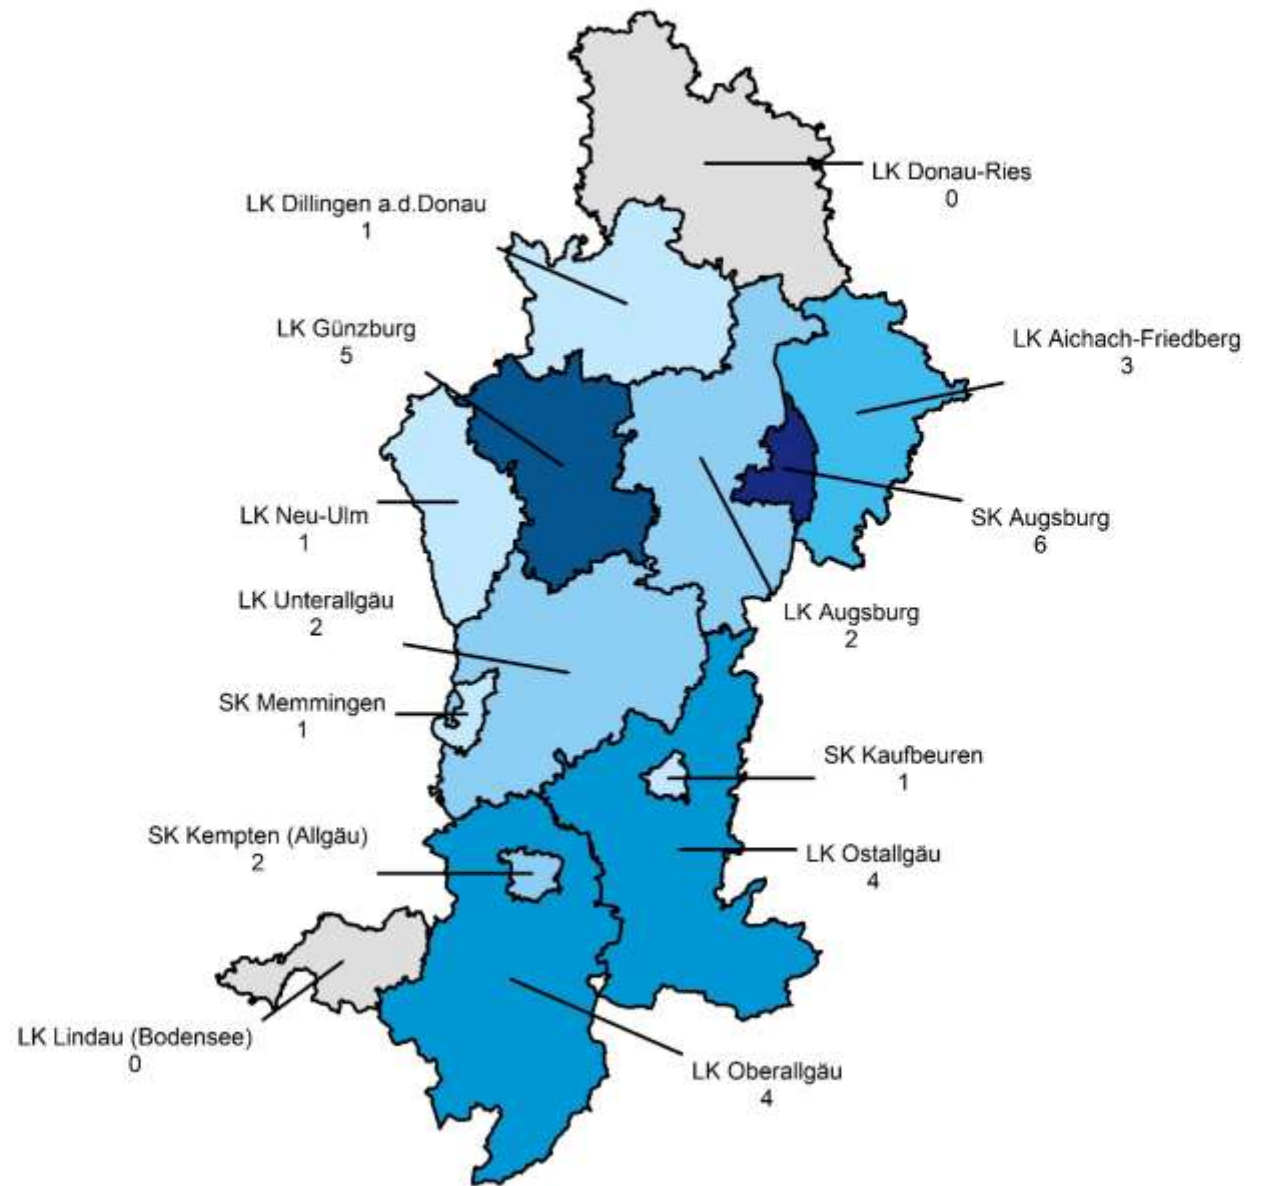 LK Donau-Ries
0
LK Dillingen a.d.Donau
1
LK Günzburg
5
LK Aichach-Friedberg
3
LK Neu-Ulm
1
SK Augsburg
6
LK Unterallgäu
2
LK Augsburg
2
SK Memmingen
1
SK Kaufbeuren
1
SK Kempten (Allgäu)
2
LK Ostallgäu
4
LK Lindau (Bodensee)
0
LK Oberallgäu
4